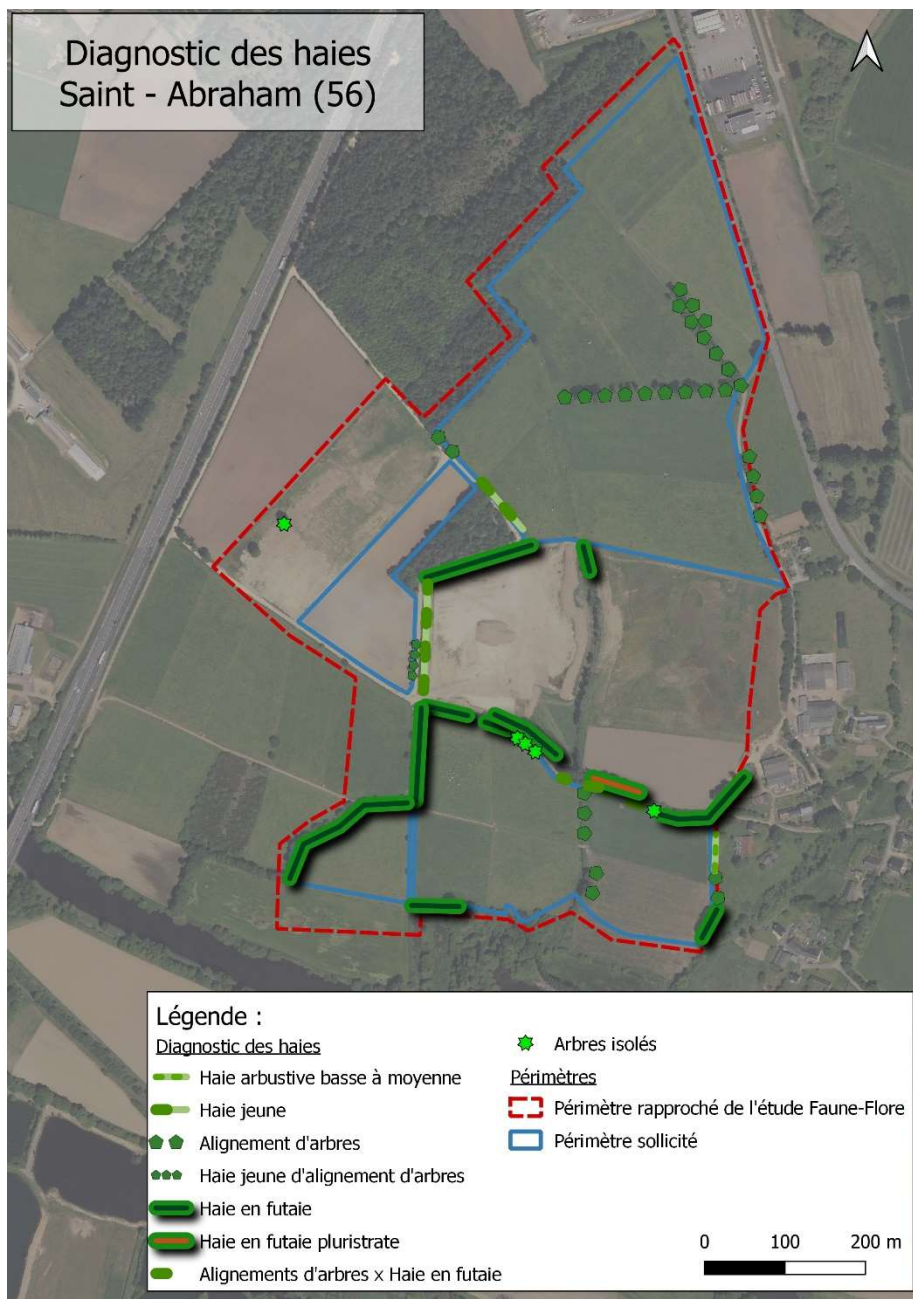 Diagnostic des haies
Saint - Abraham (56)
Légende :
Diagnostic des haies
Haie arbustive basse à moyenne
Haie jeune
Alignement d'arbres
Haie jeune d'alignement d'arbres
Haie en futaie
Haie en futaie pluristrate
Alignements d'arbres x Haie en futaie
Arbres isolés
Périmètres
Périmètre rapproché de l'étude Faune-Flore
Périmètre sollicité
0 100 200 m